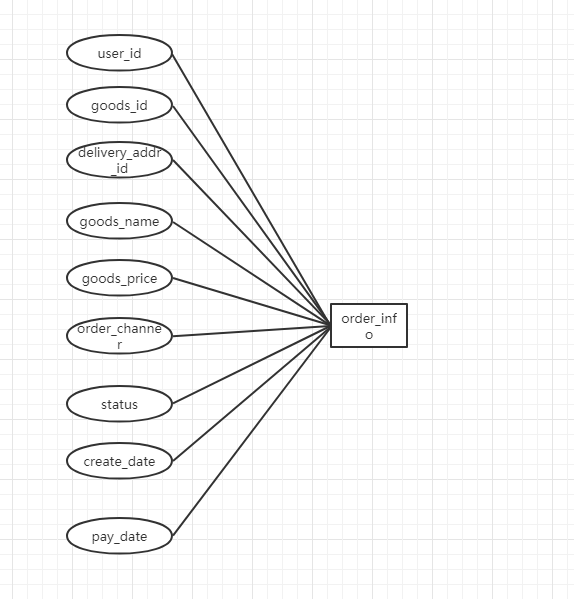 user_id
goods_id
delivery_addr
_id
goods_name
goods_price
order_channe
r
order_inf
o
status
create_date
pay_date